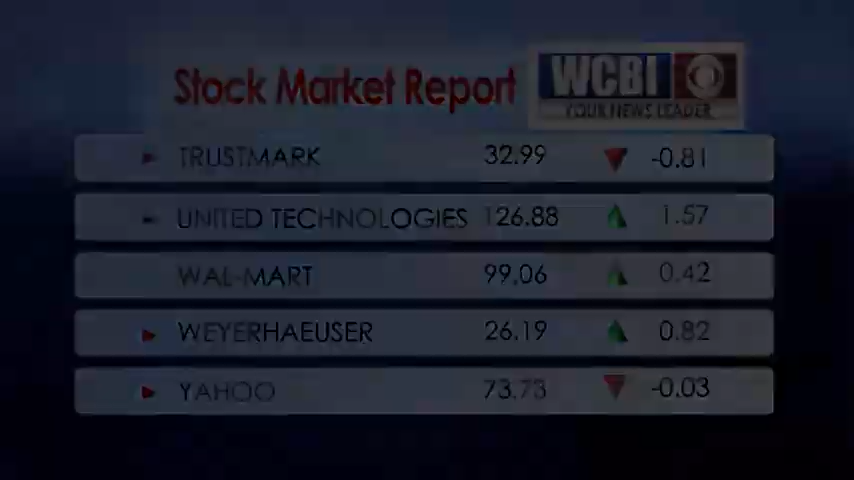 Stock Market Report
WCBI
YOUR NEWS LEADER
TRUSTMARK 32.99 -0.81
UNITED TECHNOLOGIES 126.88 1.57
WAL-MART 99.06 0.42
WEYERHAEUSER 26.19 0.82
YAHOO 73.73 -0.03